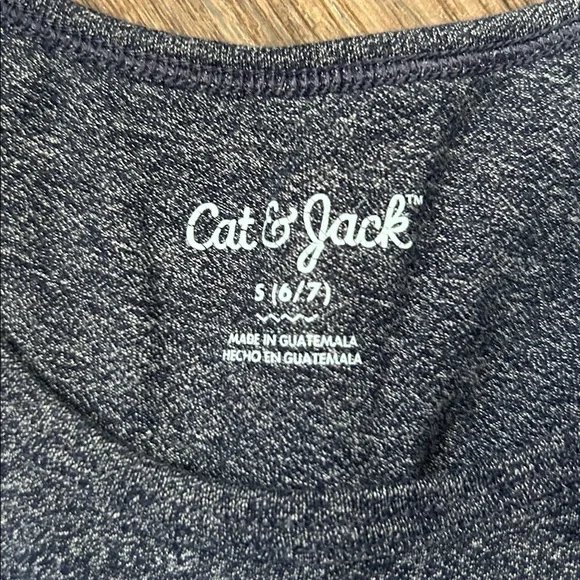 Cat & Jack™
S (6/7)
MADE IN GUATEMALA
HECHO EN GUATEMALA